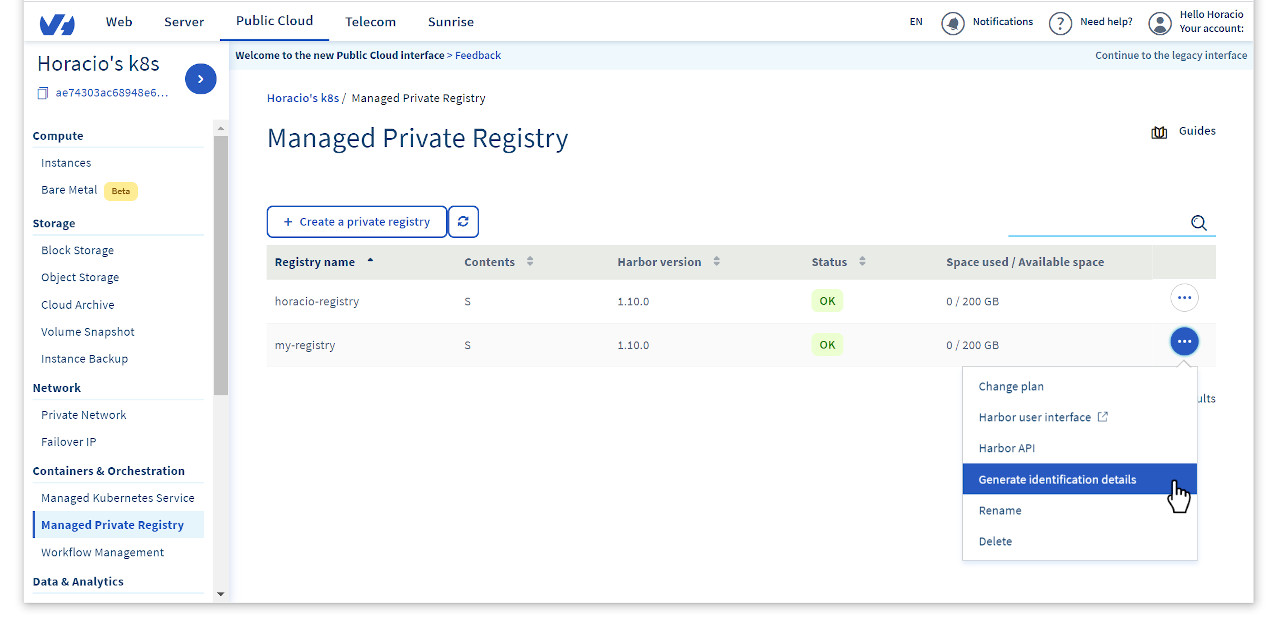 Web Server Public Cloud Telecom Sunrise EN Notifications Need help? Hello Horacio
Your account:
Horacio's k8s
ae74303ac68948e6...
Welcome to the new Public Cloud interface > Feedback Continue to the legacy interface
Compute
Instances
Bare Metal Beta
Storage
Block Storage
Object Storage
Cloud Archive
Volume Snapshot
Instance Backup
Network
Private Network
Failover IP
Containers & Orchestration
Managed Kubernetes Service
Managed Private Registry
Workflow Management
Data & Analytics
Horacio's k8s / Managed Private Registry
Managed Private Registry
Guides
+ Create a private registry
Registry name Contents Harbor version Status Space used / Available space
horacio-registry S 1.10.0 OK 0 / 200 GB
my-registry S 1.10.0 OK 0 / 200 GB
Change plan
Harbor user interface
Harbor API
Generate identification details
Rename
Delete